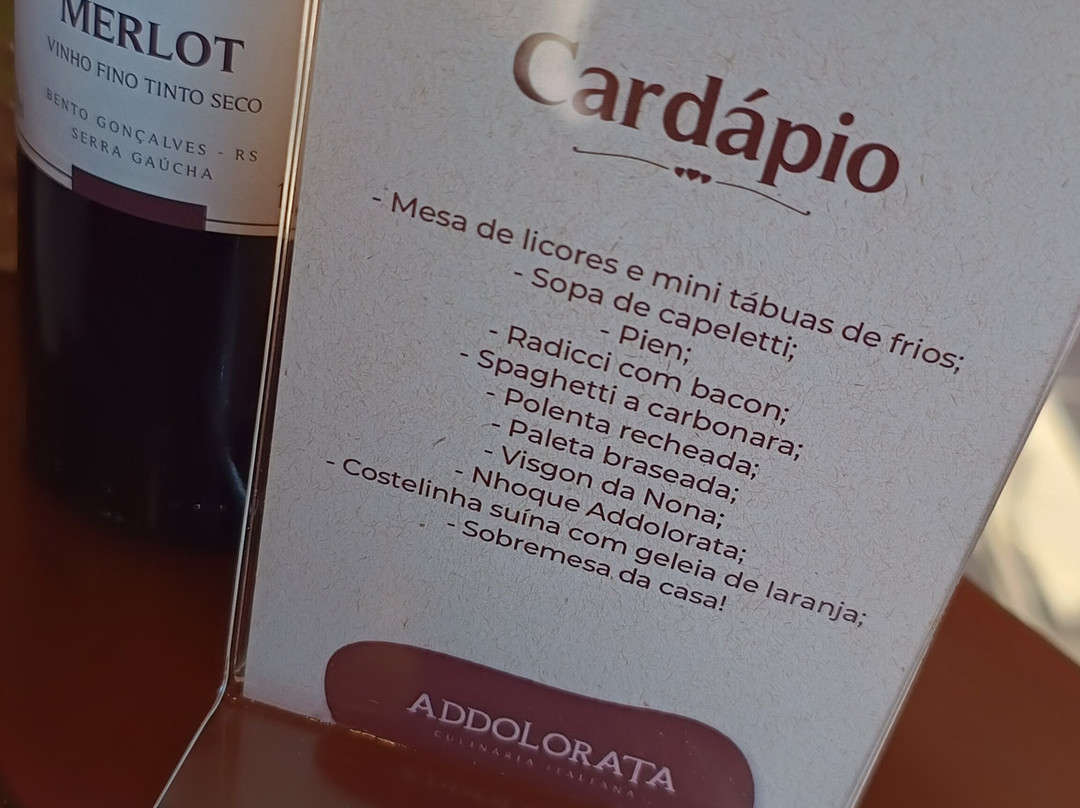 MERLOT
VINHO FINO TINTO SECO
BENTO GONÇALVES - RS
SERRA GAÚCHA
Cardápio
- Mesa de licores e mini tábuas de frios;
- Sopa de capeletti;
- Pien;
- Radicci com bacon;
- Spaghetti a carbonara;
- Polenta recheada;
- Paleta braseada;
- Visgon da Nona;
- Nhoque Addolorata;
- Costelinha suína com geleia de laranja;
- Sobremesa da casa!
ADDOLORATA
CULINÁRIA ITALIANA